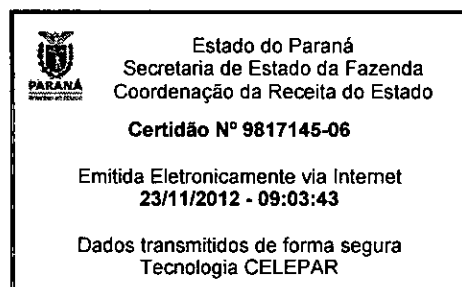 Estado do Paraná
Secretaria de Estado da Fazenda
Coordenação da Receita do Estado
PARANÁ
Certidão Nº 9817145-06
Emitida Eletronicamente via Internet
23/11/2012 - 09:03:43
Dados transmitidos de forma segura
Tecnologia CELEPAR